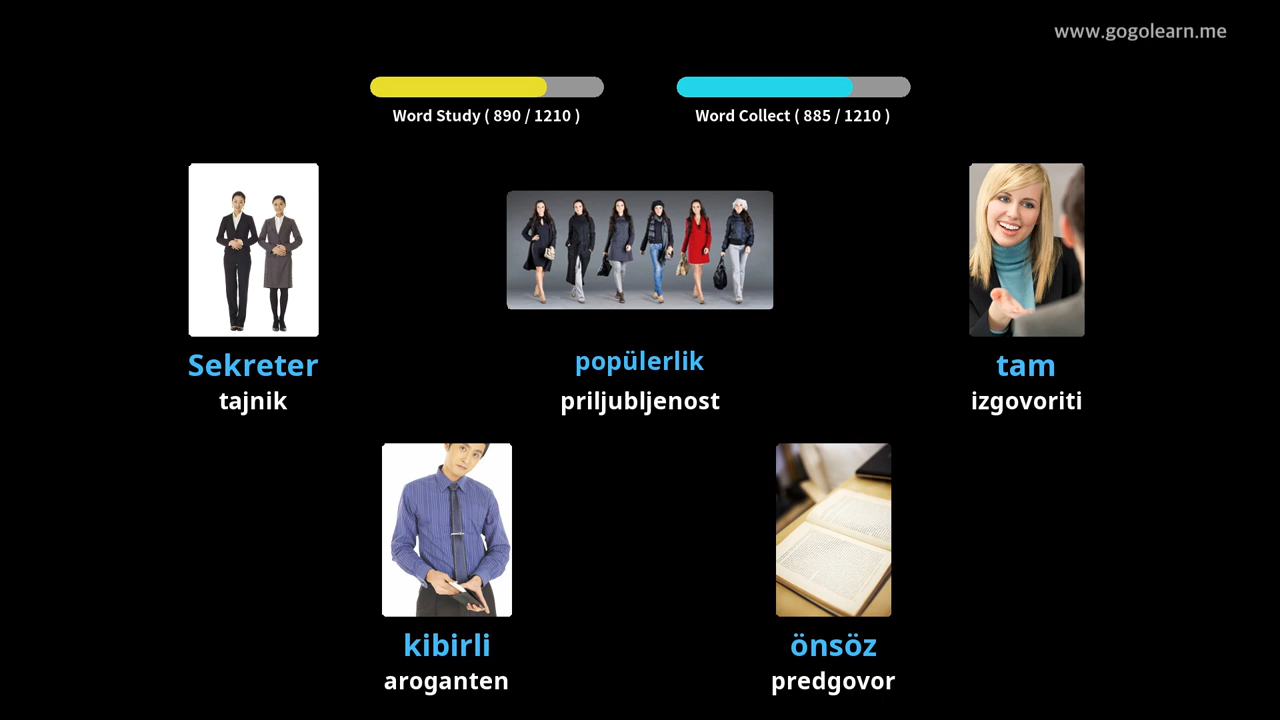 www.gogolearn.me
Word Study ( 890 / 1210 )
Word Collect ( 885 / 1210 )
Sekreter
tajnik
popülerlik
priljubljenost
tam
izgovoriti
kibirli
aroganten
önsöz
predgovor